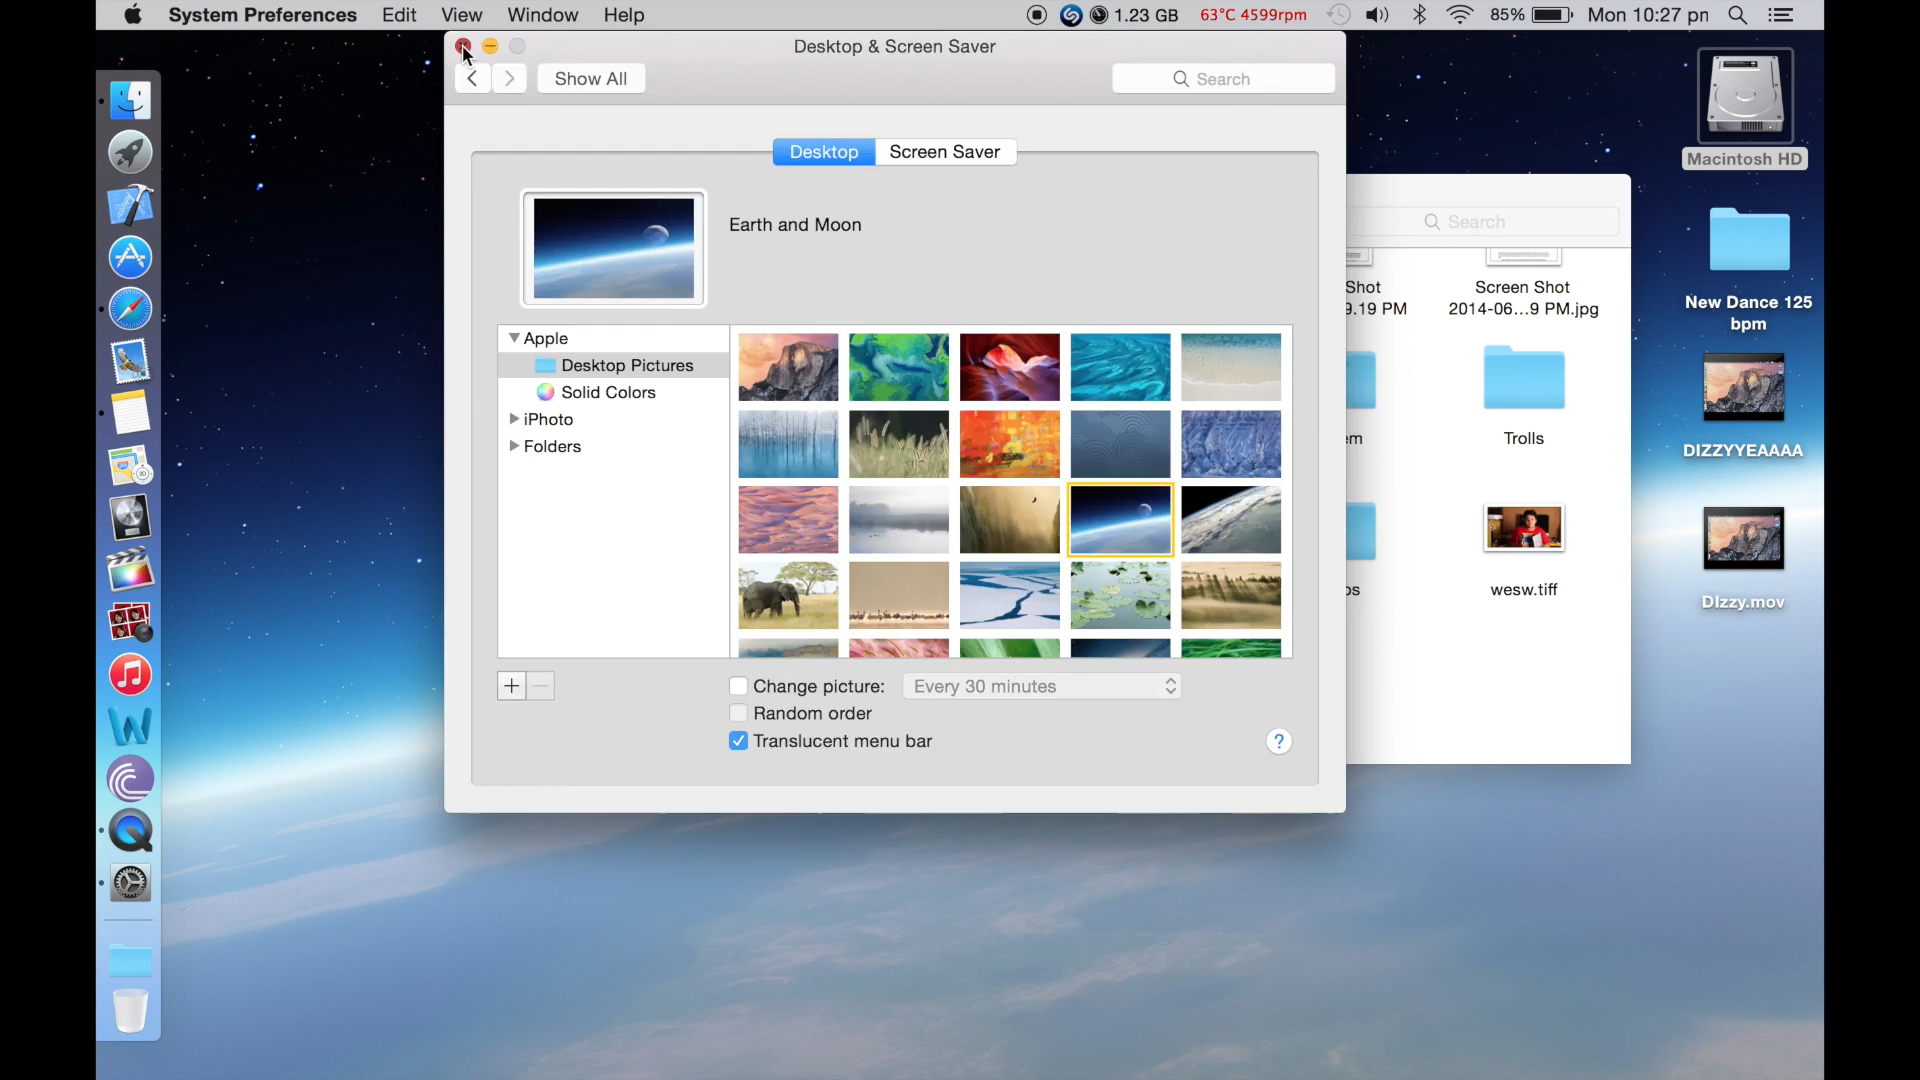 System Preferences Edit View Window Help 1.23 GB 63°C 4599rpm 85% Mon 10:27 pm
Desktop & Screen Saver
Show All
Search
Desktop Screen Saver
Earth and Moon
Apple
Desktop Pictures
Solid Colors
iPhoto
Folders
Change picture: Every 30 minutes
Random order
Translucent menu bar
?
Search
Shot
9.19 PM
Screen Shot
2014-06...9 PM.jpg
em
Trolls
os
wesw.tiff
Macintosh HD
New Dance 125
bpm
DIZZYYEAAAA
DIzzy.mov